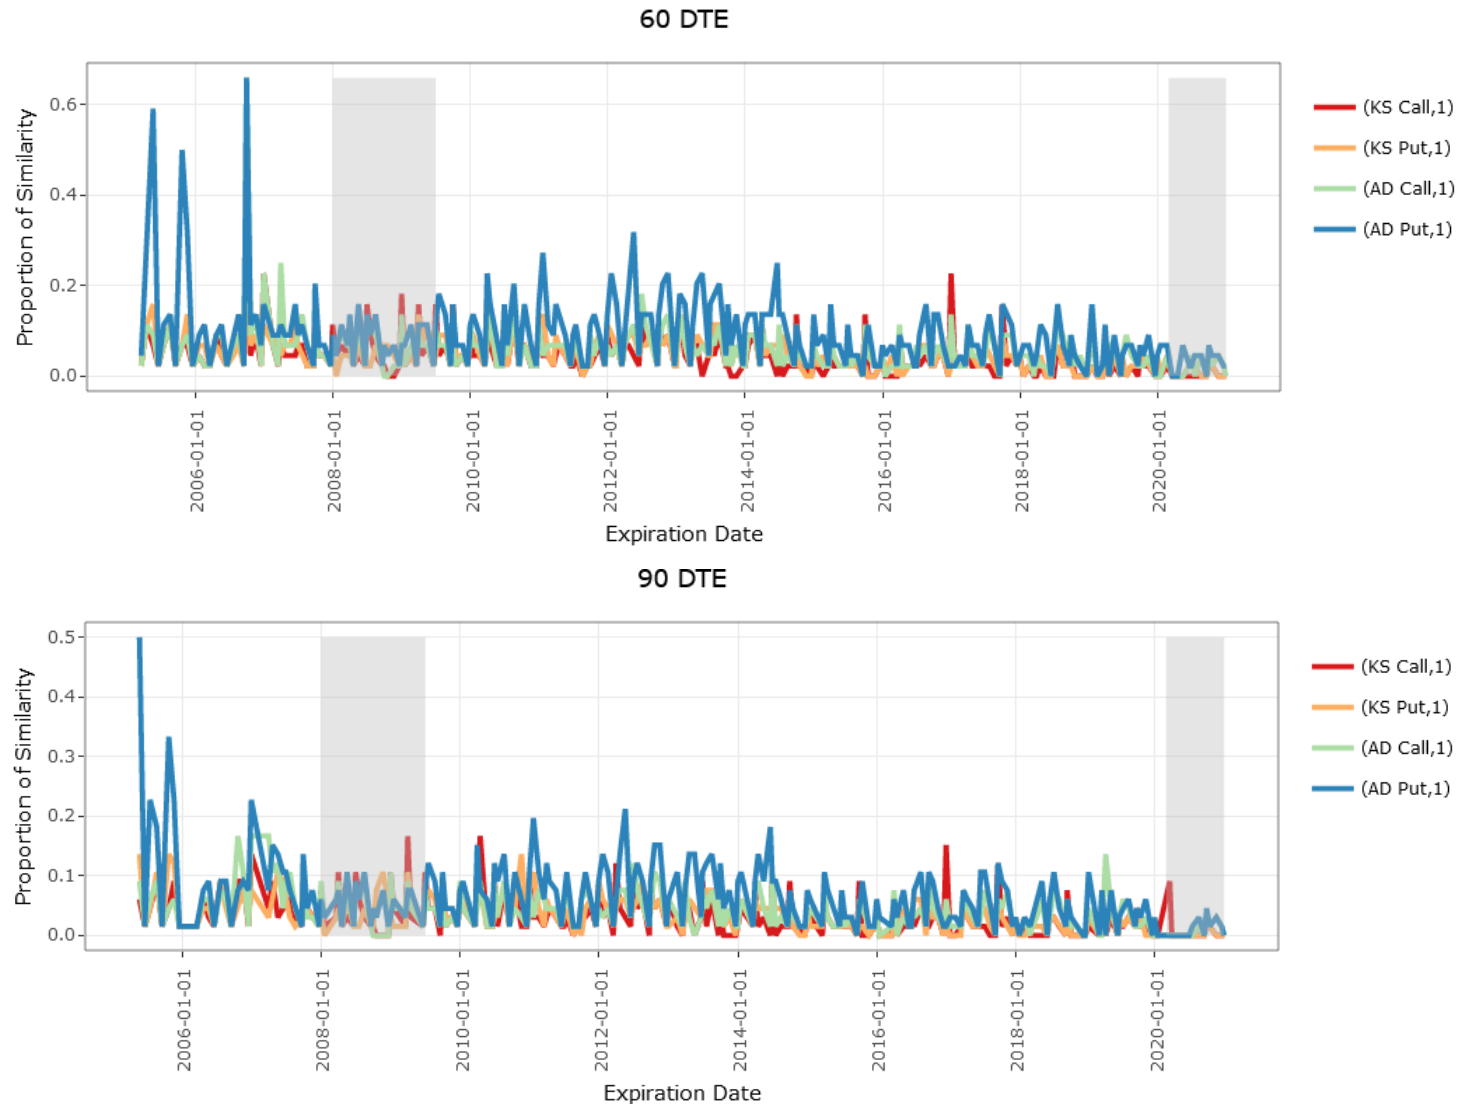 60 DTE
Proportion of Similarity
0.6
0.4
0.2
0.0
2006-01-01
2008-01-01
2010-01-01
2012-01-01
2014-01-01
2016-01-01
2018-01-01
2020-01-01
Expiration Date
(KS Call,1)
(KS Put,1)
(AD Call,1)
(AD Put,1)
90 DTE
Proportion of Similarity
0.5
0.4
0.3
0.2
0.1
0.0
2006-01-01
2008-01-01
2010-01-01
2012-01-01
2014-01-01
2016-01-01
2018-01-01
2020-01-01
Expiration Date
(KS Call,1)
(KS Put,1)
(AD Call,1)
(AD Put,1)